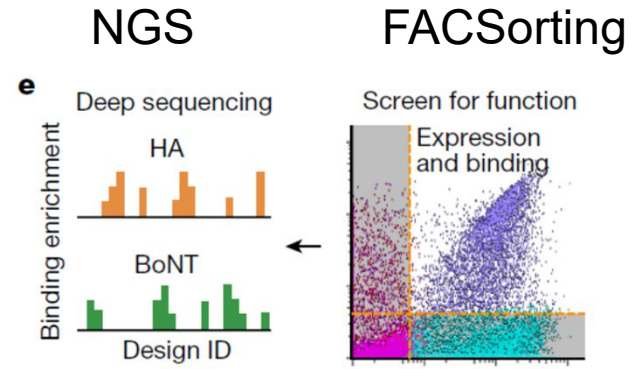 NGS
FACSorting
e
Deep sequencing
HA
BoNT
Binding enrichment
Design ID
Screen for function
Expression
and binding